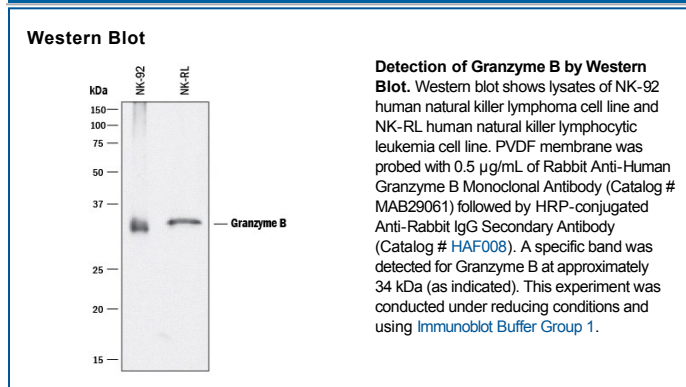 Western Blot
kDa
NK-92
NK-RL
150
100
75
50
37
25
20
15
Granzyme B
Detection of Granzyme B by Western
Blot. Western blot shows lysates of NK-92
human natural killer lymphoma cell line and
NK-RL human natural killer lymphocytic
leukemia cell line. PVDF membrane was
probed with 0.5 µg/mL of Rabbit Anti-Human
Granzyme B Monoclonal Antibody (Catalog #
MAB29061) followed by HRP-conjugated
Anti-Rabbit IgG Secondary Antibody
(Catalog # HAF008). A specific band was
detected for Granzyme B at approximately
34 kDa (as indicated). This experiment was
conducted under reducing conditions and
using Immunoblot Buffer Group 1.